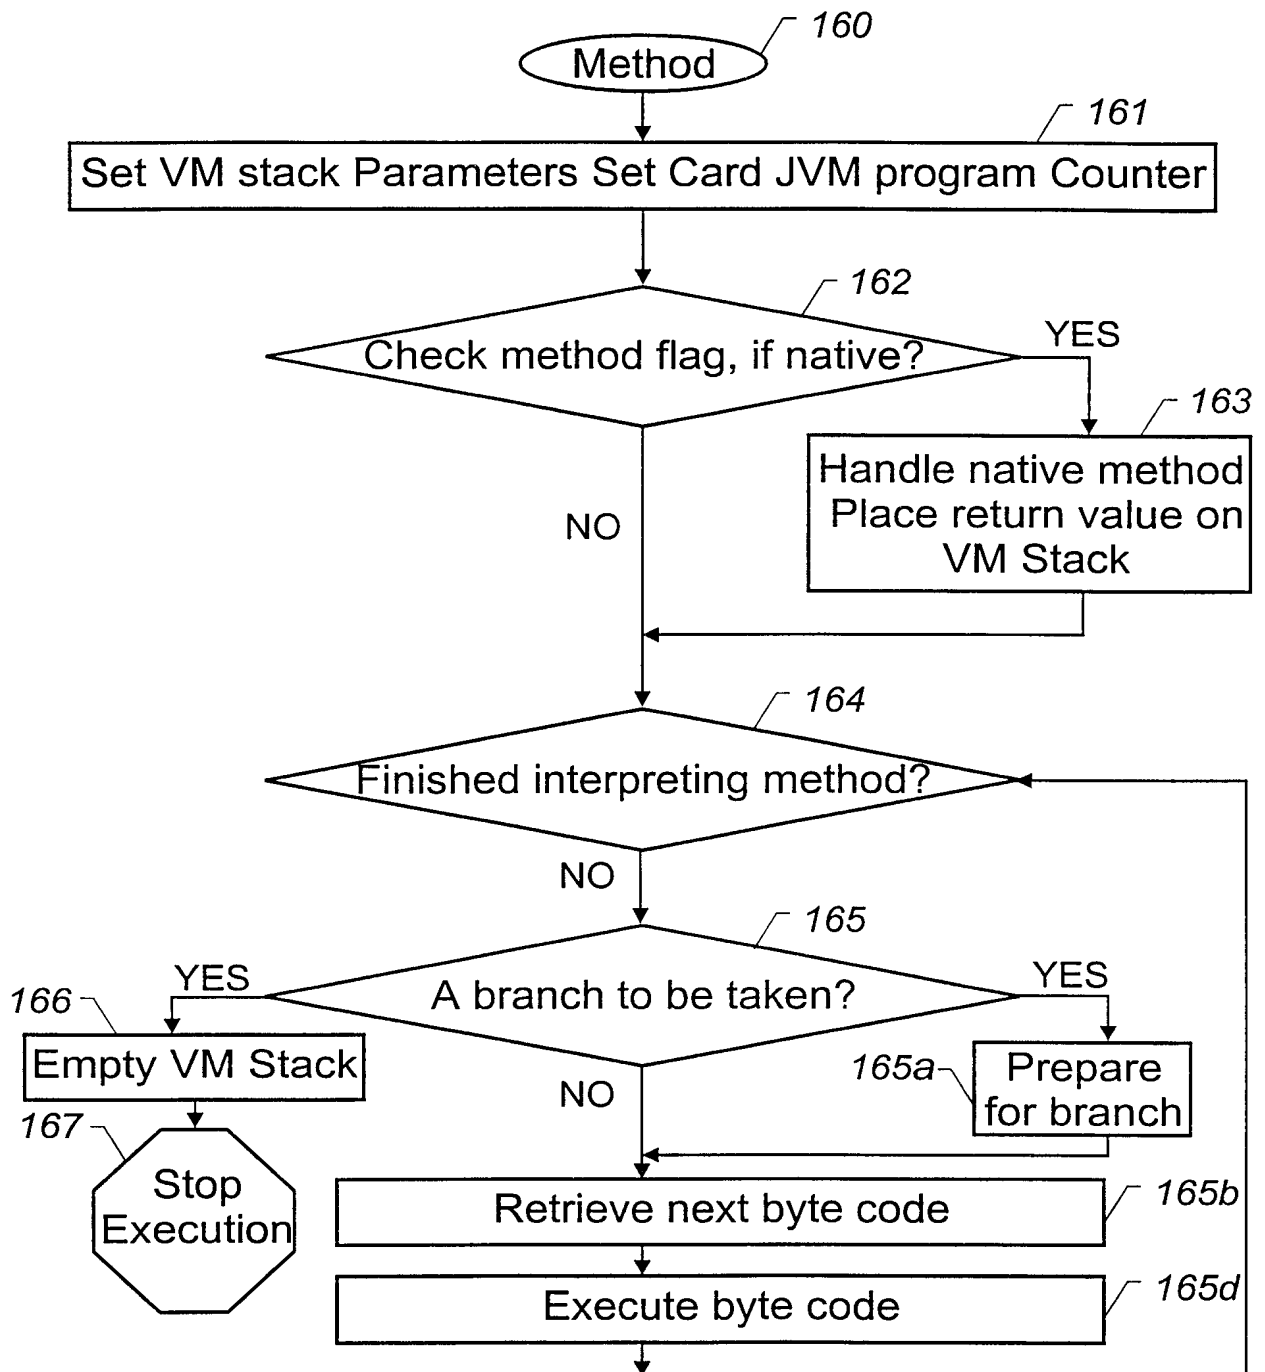 160
Method
161
Set VM stack Parameters Set Card JVM program Counter
162
Check method flag, if native?
YES
163
Handle native method
Place return value on
VM Stack
NO
164
Finished interpreting method?
NO
165
A branch to be taken?
YES
YES
166
Empty VM Stack
165a
Prepare
for branch
NO
167
Stop
Execution
Retrieve next byte code
165b
Execute byte code
165d